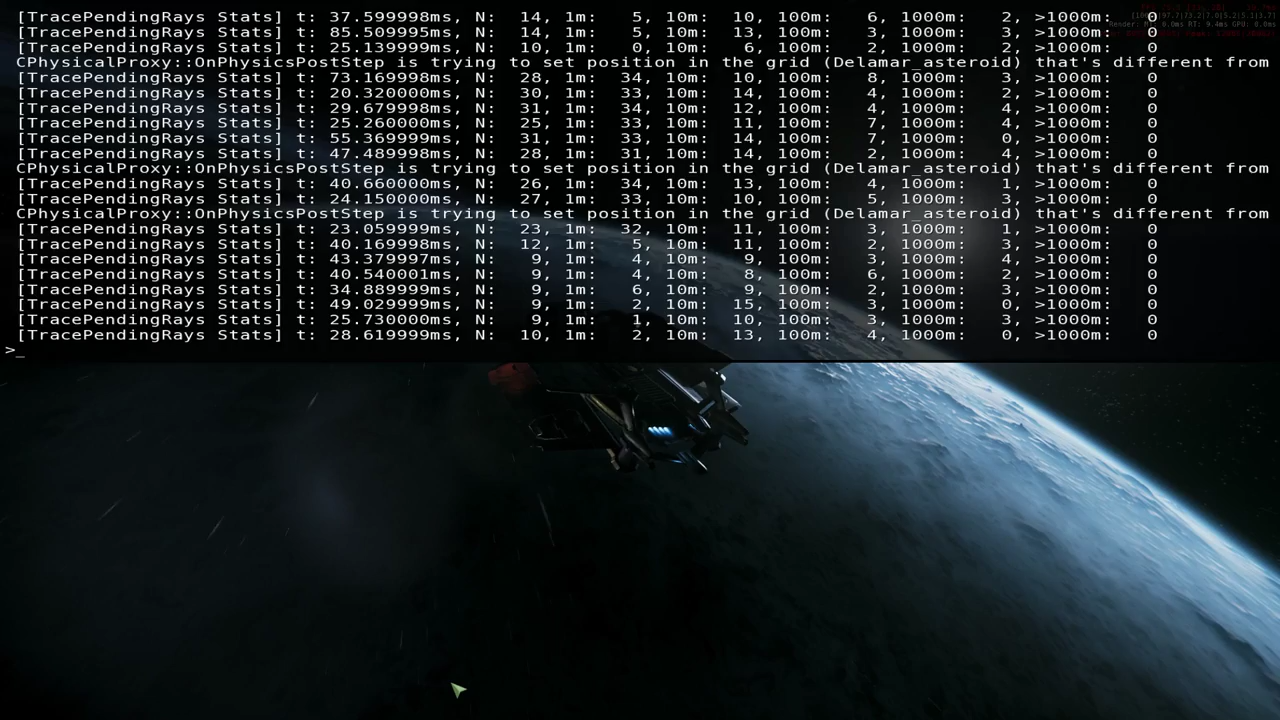 [TracePendingRays Stats] t: 37.599998ms, N: 14, 1m: 5, 10m: 10, 100m: 6, 1000m: 2, >1000m: 0
[TracePendingRays Stats] t: 85.509999ms, N: 14, 1m: 5, 10m: 13, 100m: 3, 1000m: 3, >1000m: 0
[TracePendingRays Stats] t: 25.139999ms, N: 10, 1m: 0, 10m: 6, 100m: 2, 1000m: 2, >1000m: 0
CPhysicalProxy::OnPhysicsPostStep is trying to set position in the grid (Delamar_asteroid) that's different from
[TracePendingRays Stats] t: 73.169998ms, N: 28, 1m: 34, 10m: 10, 100m: 8, 1000m: 3, >1000m: 0
[TracePendingRays Stats] t: 20.320000ms, N: 30, 1m: 33, 10m: 14, 100m: 4, 1000m: 2, >1000m: 0
[TracePendingRays Stats] t: 29.679998ms, N: 31, 1m: 34, 10m: 12, 100m: 4, 1000m: 4, >1000m: 0
[TracePendingRays Stats] t: 25.260000ms, N: 25, 1m: 33, 10m: 11, 100m: 7, 1000m: 4, >1000m: 0
[TracePendingRays Stats] t: 55.369999ms, N: 31, 1m: 33, 10m: 14, 100m: 7, 1000m: 0, >1000m: 0
[TracePendingRays Stats] t: 47.489998ms, N: 28, 1m: 31, 10m: 14, 100m: 2, 1000m: 4, >1000m: 0
CPhysicalProxy::OnPhysicsPostStep is trying to set position in the grid (Delamar_asteroid) that's different from
[TracePendingRays Stats] t: 40.660000ms, N: 26, 1m: 34, 10m: 13, 100m: 4, 1000m: 1, >1000m: 0
[TracePendingRays Stats] t: 24.150000ms, N: 27, 1m: 33, 10m: 10, 100m: 5, 1000m: 3, >1000m: 0
CPhysicalProxy::OnPhysicsPostStep is trying to set position in the grid (Delamar_asteroid) that's different from
[TracePendingRays Stats] t: 23.059999ms, N: 23, 1m: 32, 10m: 11, 100m: 3, 1000m: 1, >1000m: 0
[TracePendingRays Stats] t: 40.169998ms, N: 12, 1m: 5, 10m: 11, 100m: 2, 1000m: 3, >1000m: 0
[TracePendingRays Stats] t: 43.379997ms, N: 9, 1m: 4, 10m: 9, 100m: 3, 1000m: 4, >1000m: 0
[TracePendingRays Stats] t: 40.540001ms, N: 9, 1m: 4, 10m: 8, 100m: 6, 1000m: 2, >1000m: 0
[TracePendingRays Stats] t: 34.889999ms, N: 9, 1m: 6, 10m: 9, 100m: 2, 1000m: 3, >1000m: 0
[TracePendingRays Stats] t: 49.029999ms, N: 9, 1m: 2, 10m: 15, 100m: 3, 1000m: 0, >1000m: 0
[TracePendingRays Stats] t: 25.730000ms, N: 9, 1m: 1, 10m: 10, 100m: 3, 1000m: 3, >1000m: 0
[TracePendingRays Stats] t: 28.619999ms, N: 10, 1m: 2, 10m: 13, 100m: 4, 1000m: 0, >1000m: 0
>_